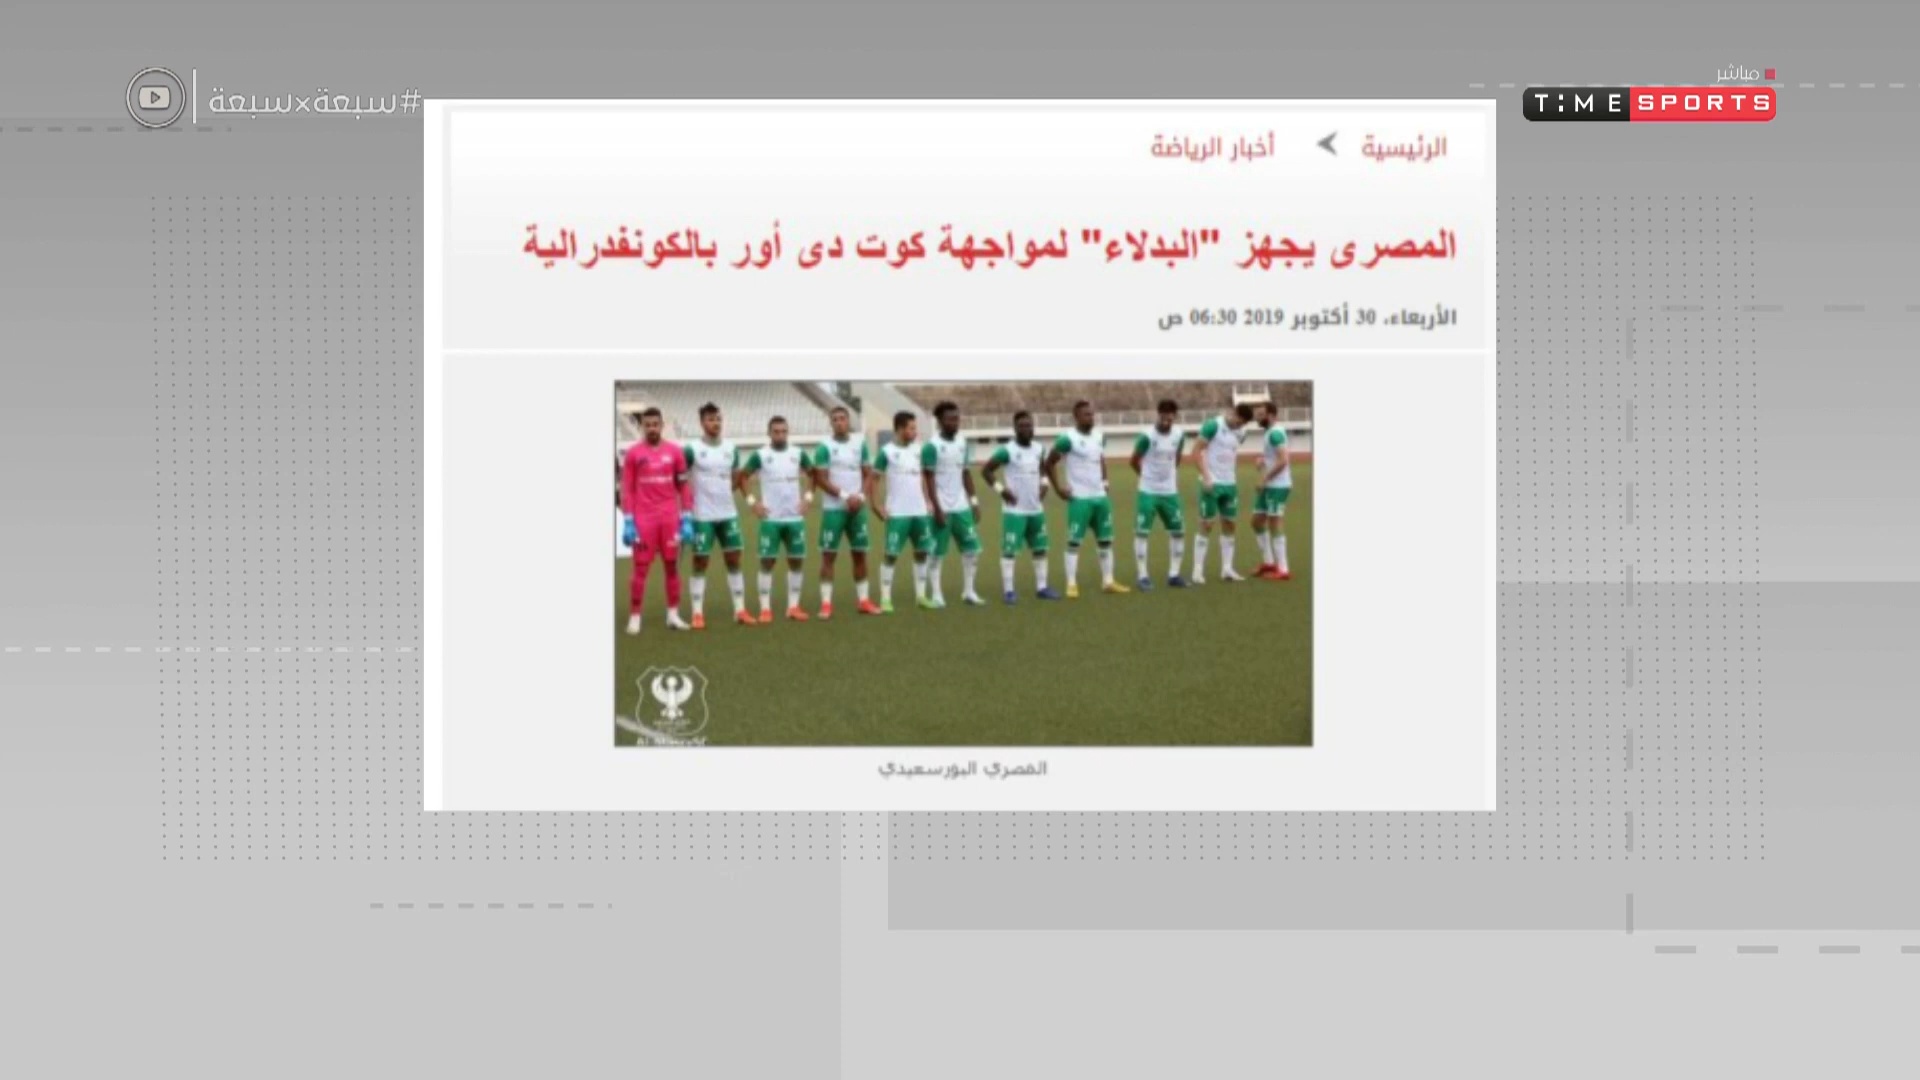 #سبعة×سبعة
مباشر
TIME SPORTS
الرئيسية
أخبار الرياضة
المصرى يجهز "البدلاء" لمواجهة كوت دى أور بالكونفدرالية
الأربعاء، 30 أكتوبر 2019 06:30 ص
المصري البورسعيدي